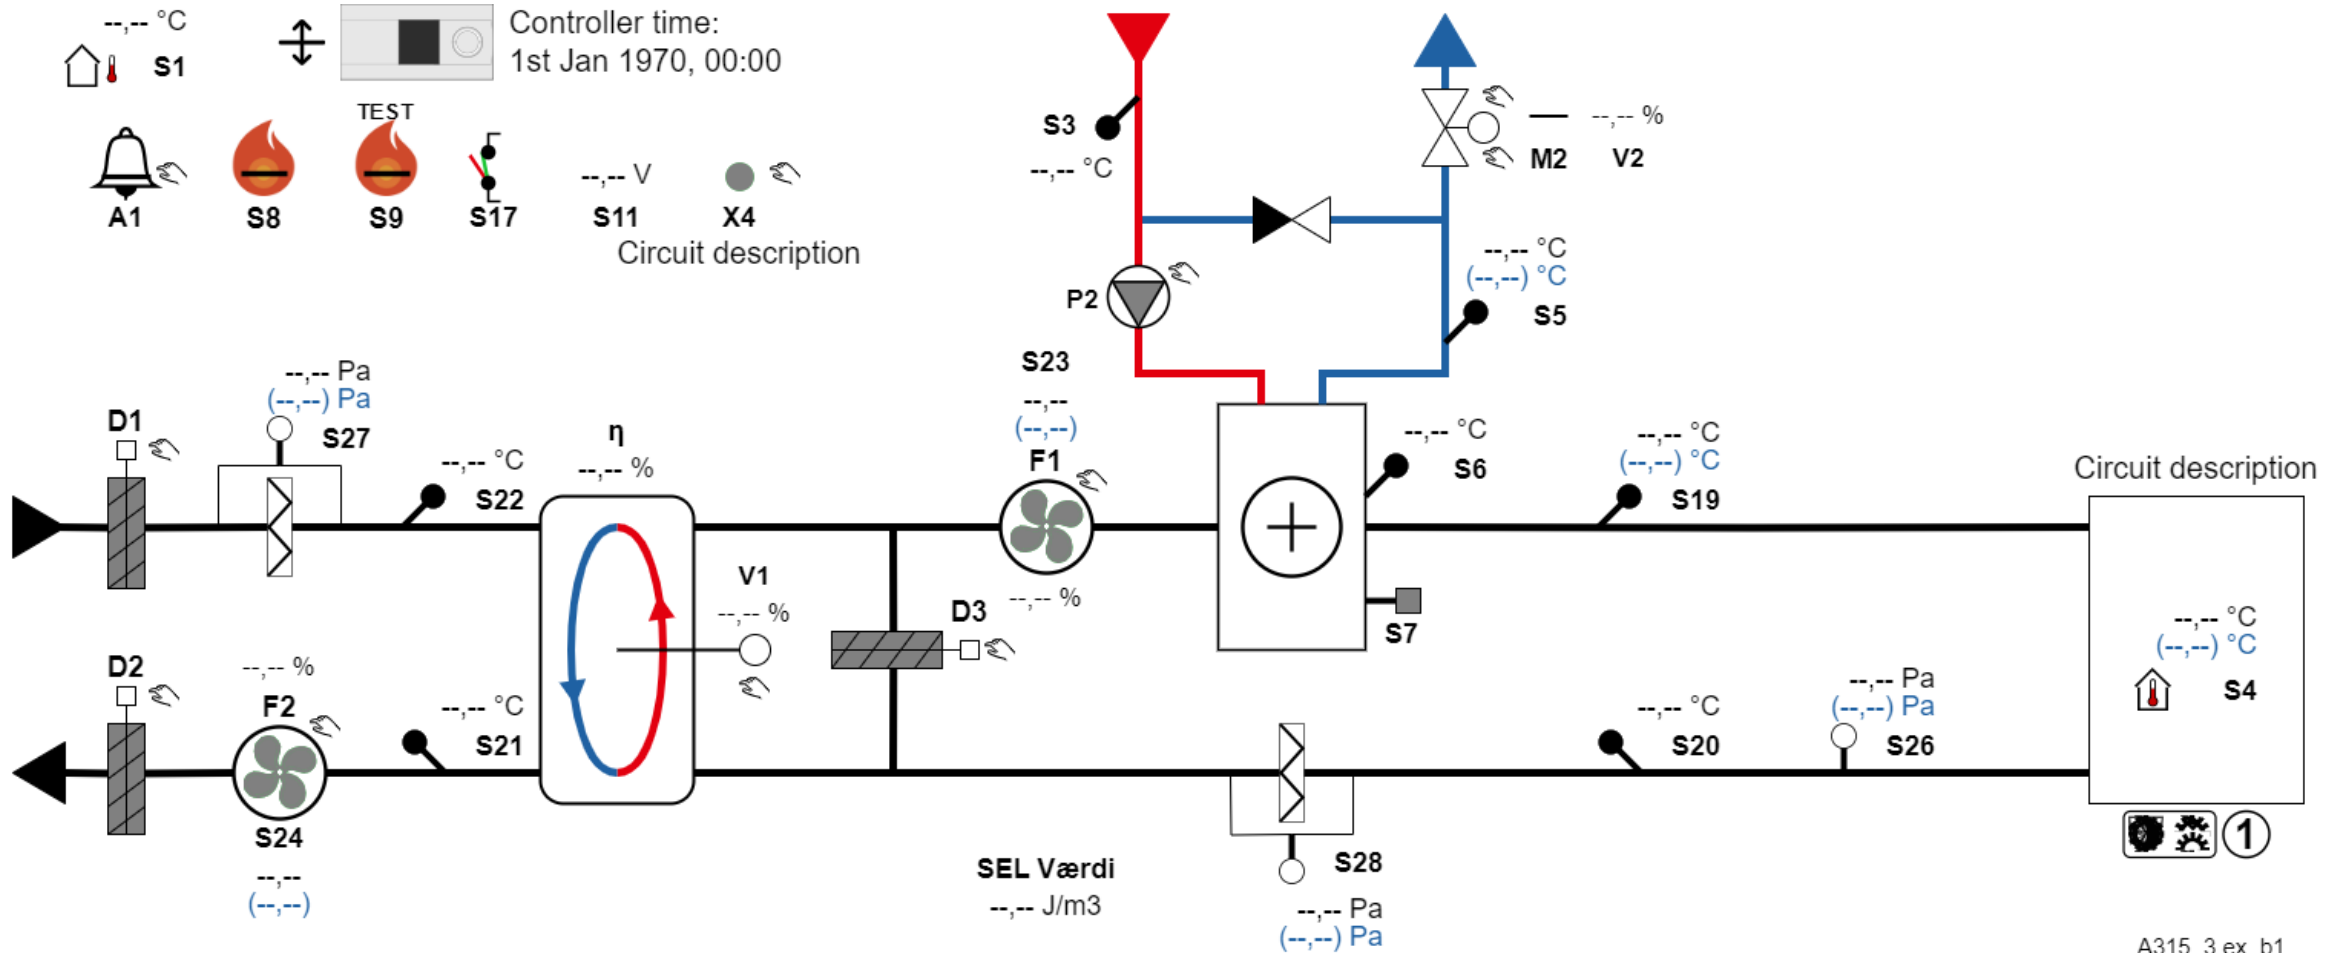 --,-- °C
S1
Controller time:
1st Jan 1970, 00:00
TEST
A1
S8
S9
S17
--,-- V
S11
X4
Circuit description
S3
--,-- °C
--,-- %
M2
V2
--,-- °C
(--,--) °C
S5
P2
S23
--,--
(--,--)
F1
--,-- %
--,-- Pa
(--,--) Pa
S27
D1
--,-- °C
S22
η
--,-- %
V1
--,-- %
D3
--,-- °C
S6
S7
--,-- °C
(--,--) °C
S19
Circuit description
--,-- °C
(--,--) °C
S4
D2
--,-- %
F2
S24
--,--
(--,--)
--,-- °C
S21
SEL Værdi
--,-- J/m3
S28
--,-- Pa
(--,--) Pa
--,-- °C
S20
--,-- Pa
(--,--) Pa
S26
1
A315_3 ex. b1